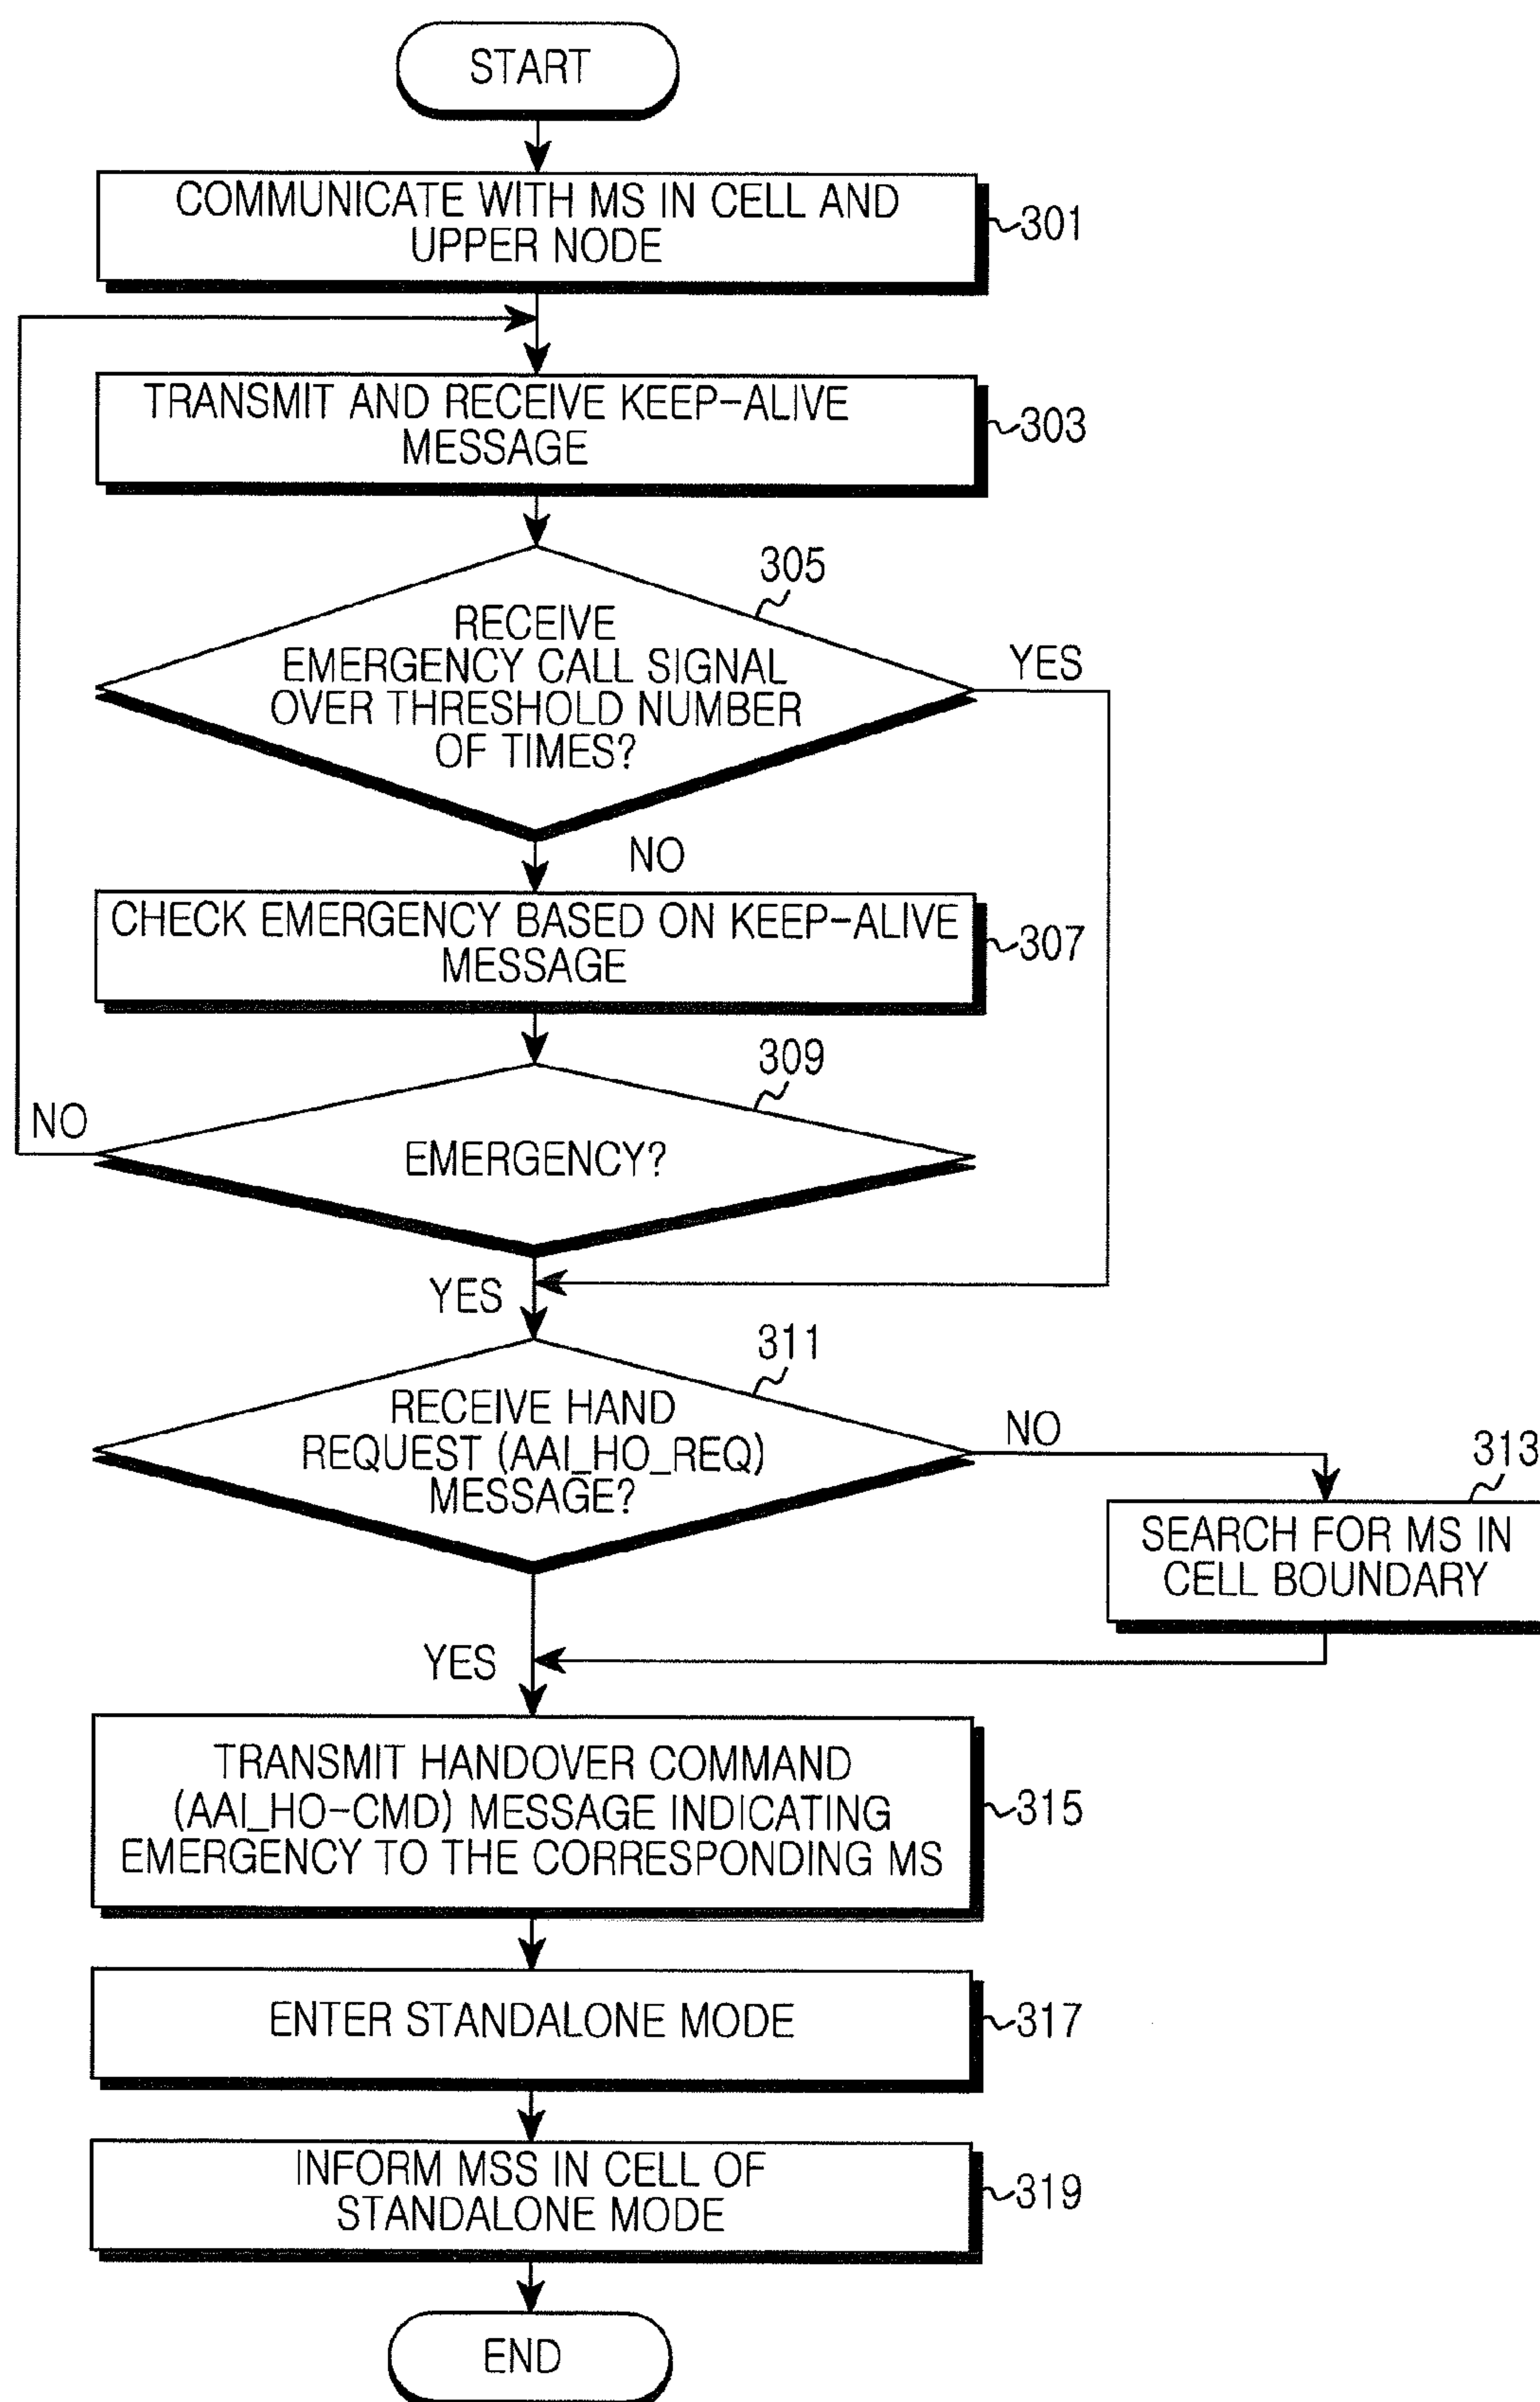 START
COMMUNICATE WITH MS IN CELL AND
UPPER NODE
301
TRANSMIT AND RECEIVE KEEP-ALIVE
MESSAGE
303
305
RECEIVE
EMERGENCY CALL SIGNAL
OVER THRESHOLD NUMBER
OF TIMES?
YES
NO
CHECK EMERGENCY BASED ON KEEP-ALIVE
MESSAGE
307
309
NO
EMERGENCY?
YES
311
RECEIVE HAND
REQUEST (AAI_HO_REQ)
MESSAGE?
NO
313
SEARCH FOR MS IN
CELL BOUNDARY
YES
TRANSMIT HANDOVER COMMAND
(AAI_HO-CMD) MESSAGE INDICATING
EMERGENCY TO THE CORRESPONDING MS
315
ENTER STANDALONE MODE
317
INFORM MSS IN CELL OF
STANDALONE MODE
319
END